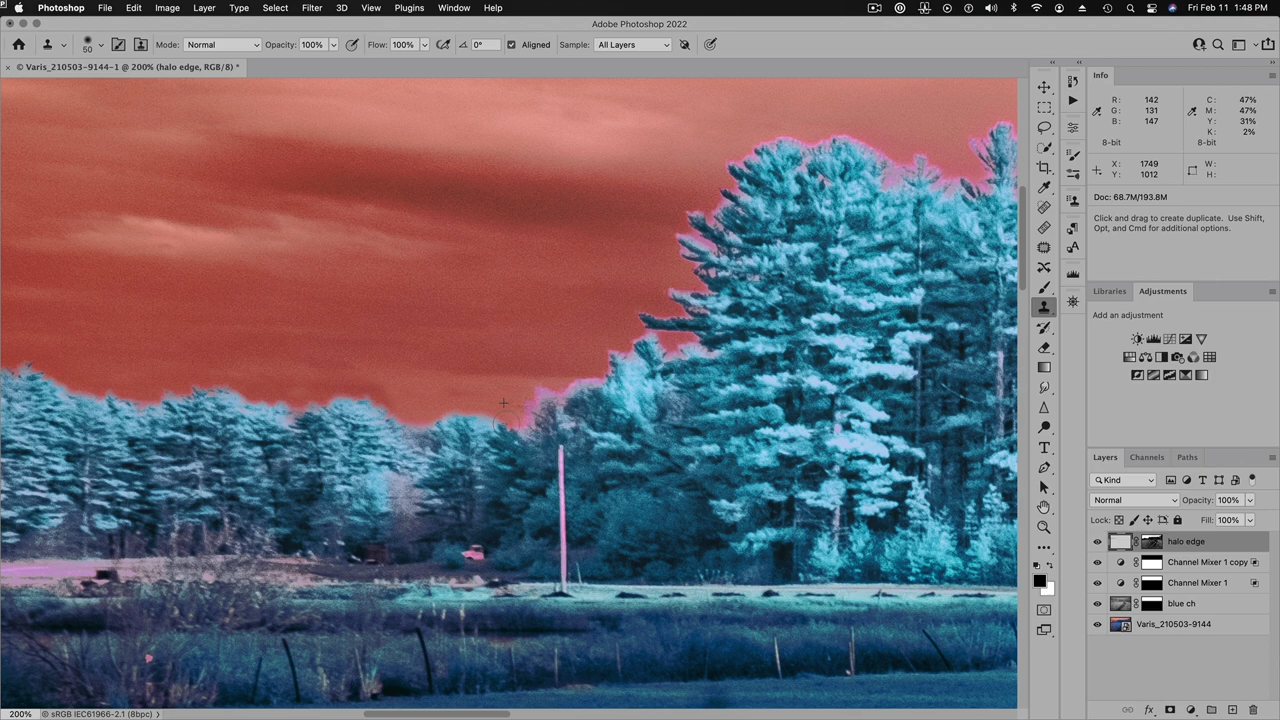 Photoshop File Edit Image Layer Type Select Filter 3D View Plugins Window Help Fri Feb 11 1:48 PM
Adobe Photoshop 2022
50 Mode: Normal Opacity: 100% Flow: 100% 0° Aligned Sample: All Layers
× © Varis_210503-9144-1 @ 200% (halo edge, RGB/8) *
Info
R: 142 C: 47%
G: 131 M: 47%
B: 147 Y: 31%
K: 2%
8-bit 8-bit
X: 1749 W:
Y: 1012 H:
Doc: 68.7M/193.8M
Click and drag to create duplicate. Use Shift,
Opt, and Cmd for additional options.
Libraries Adjustments
Add an adjustment
Layers Channels Paths
Kind
Normal Opacity: 100%
Lock: Fill: 100%
halo edge
Channel Mixer 1 copy
Channel Mixer 1
blue ch
Varis_210503-9144
200% © sRGB IEC61966-2.1 (8bpc)